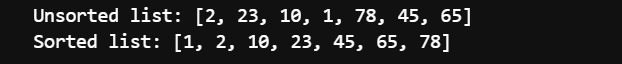 Unsorted list: [2, 23, 10, 1, 78, 45, 65]
Sorted list: [1, 2, 10, 23, 45, 65, 78]